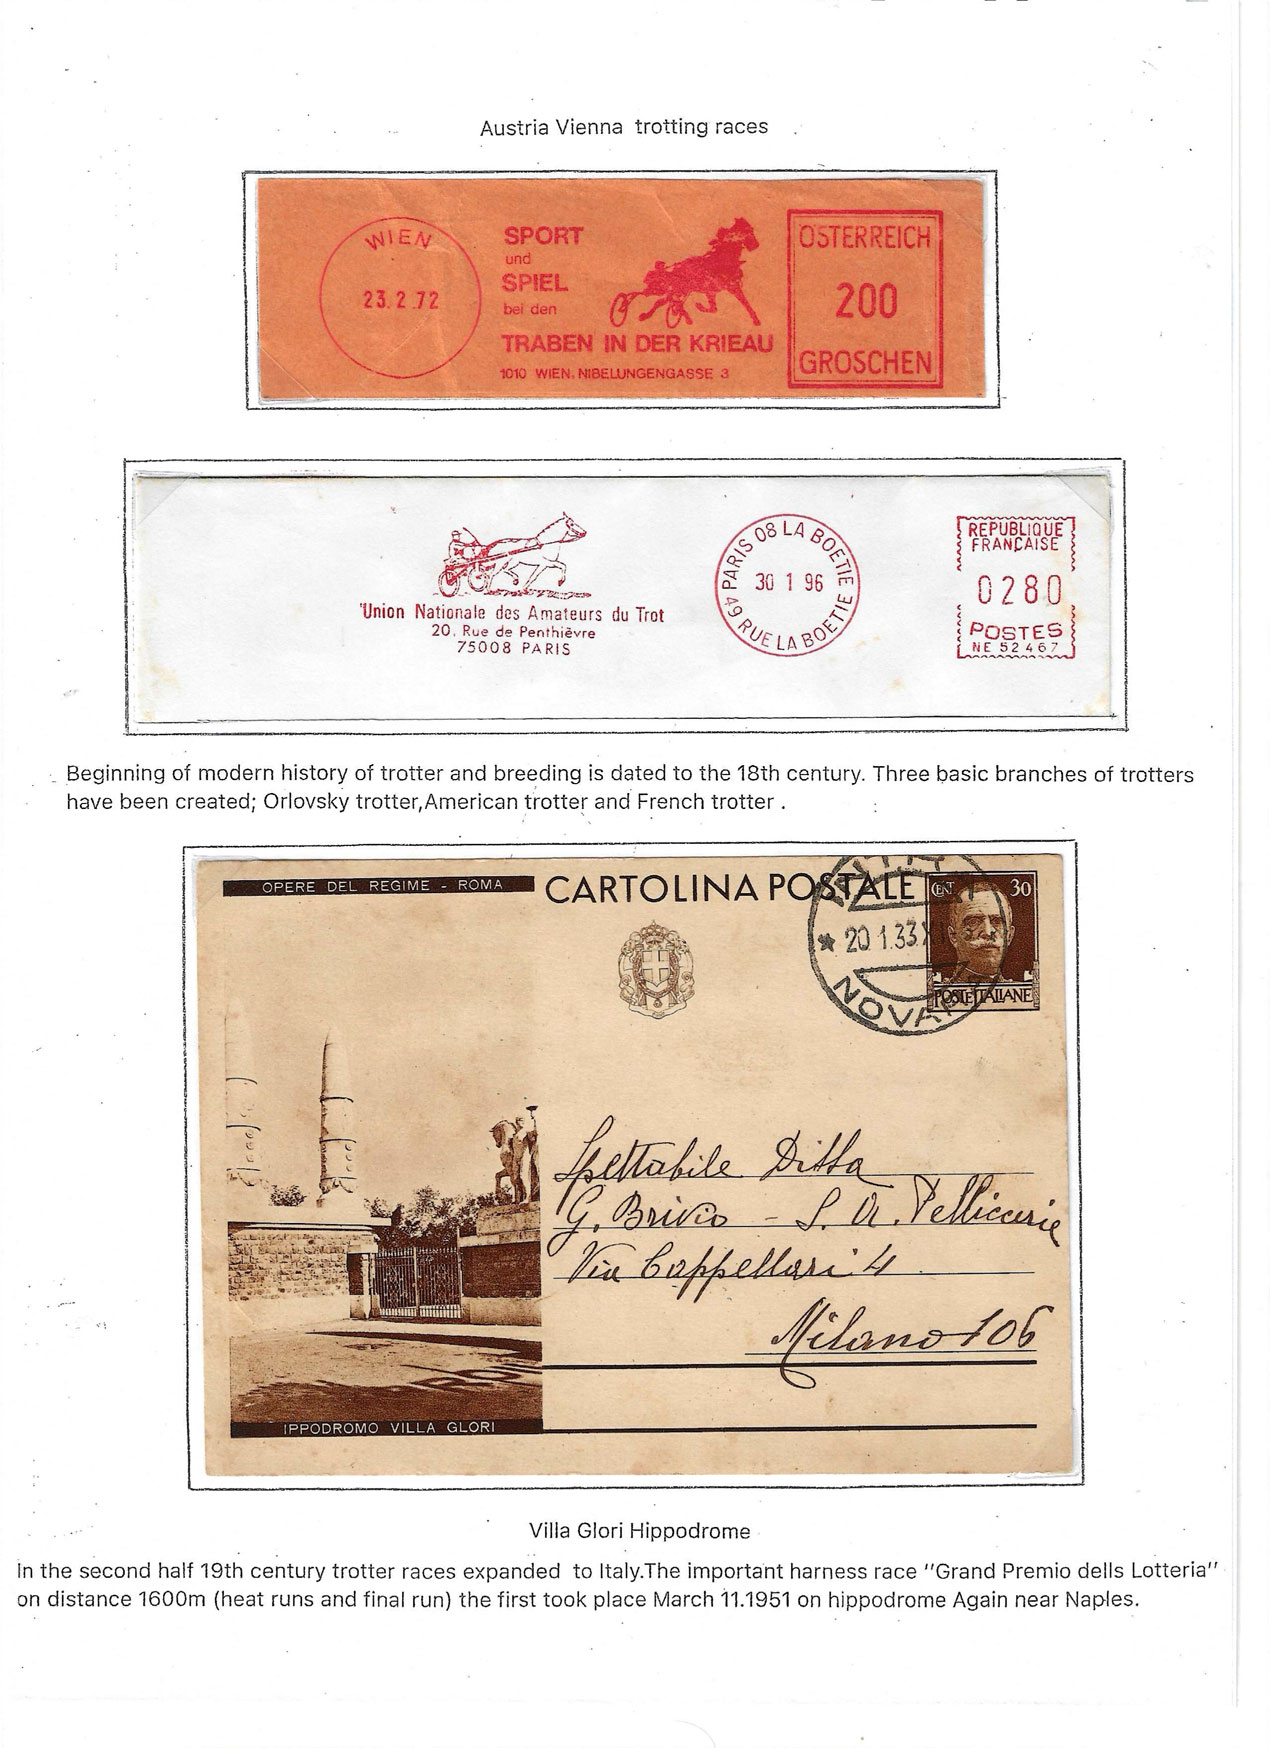 Austria Vienna trotting races
WIEN
23.2.72
SPORT
und
SPIEL
bei den
TRABEN IN DER KRIEAU
1010 WIEN, NIBELUNGENGASSE 3
ÖSTERREICH
200
GROSCHEN
Union Nationale des Amateurs du Trot
20, Rue de Penthièvre
75008 PARIS
PARIS 08 LA BOETIE
30 1 96
49 RUE LA BOETIE
REPUBLIQUE
FRANCAISE
0280
POSTES
NE 52467
Beginning of modern history of trotter and breeding is dated to the 18th century. Three basic branches of trotters
have been created; Orlovsky trotter,American trotter and French trotter .
OPERE DEL REGIME - ROMA
CARTOLINA POSTALE
CENT 30
20.1.33
POSTE ITALIANE
Spettabile Ditta
G. Brivio - S. A. Pelliccerie
Via Cappellari 4
Milano 106
IPPODROMO VILLA GLORI
Villa Glori Hippodrome
In the second half 19th century trotter races expanded to Italy.The important harness race "Grand Premio dells Lotteria"
on distance 1600m (heat runs and final run) the first took place March 11.1951 on hippodrome Again near Naples.